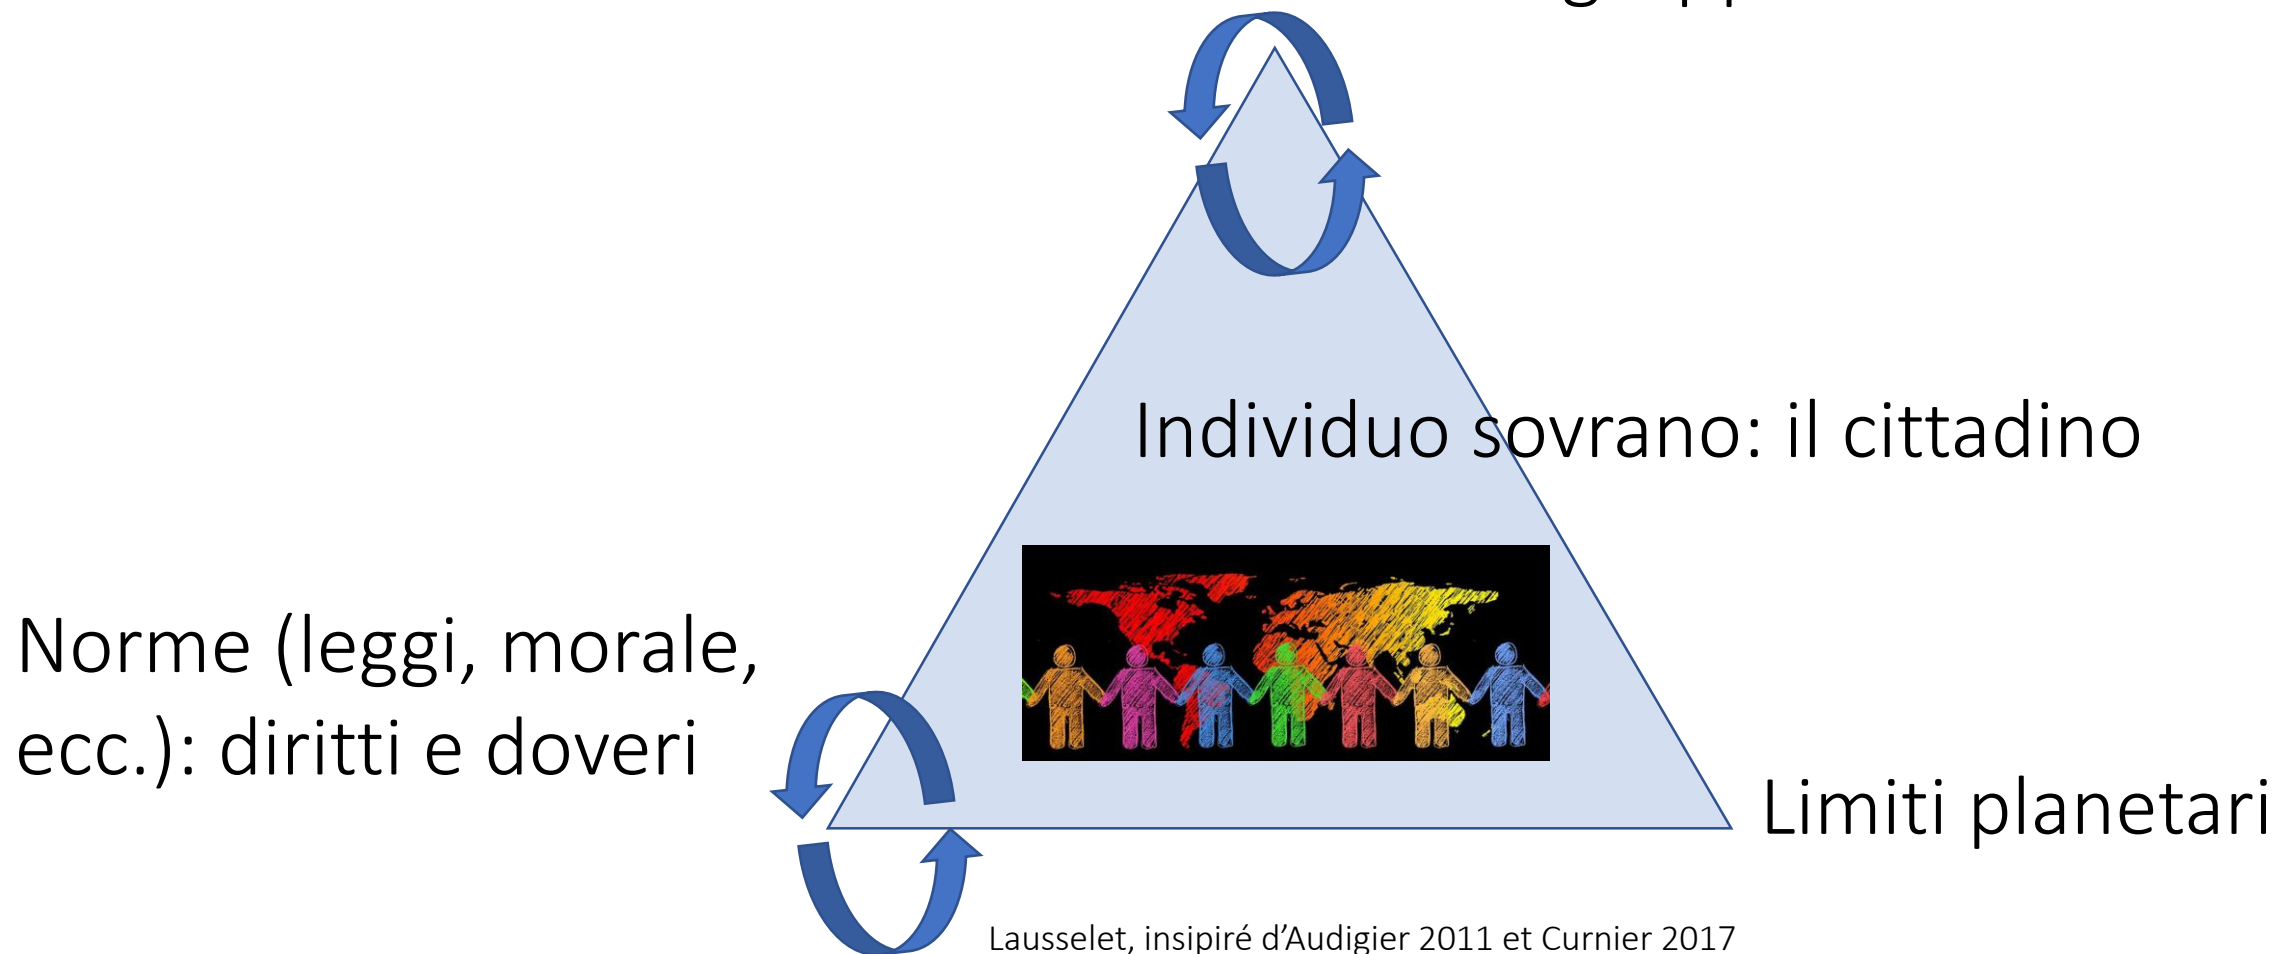 Individuo sovrano: il cittadino
Norme (leggi, morale,
ecc.): diritti e doveri
Limiti planetari
Lausselet, insipiré d’Audigier 2011 et Curnier 2017